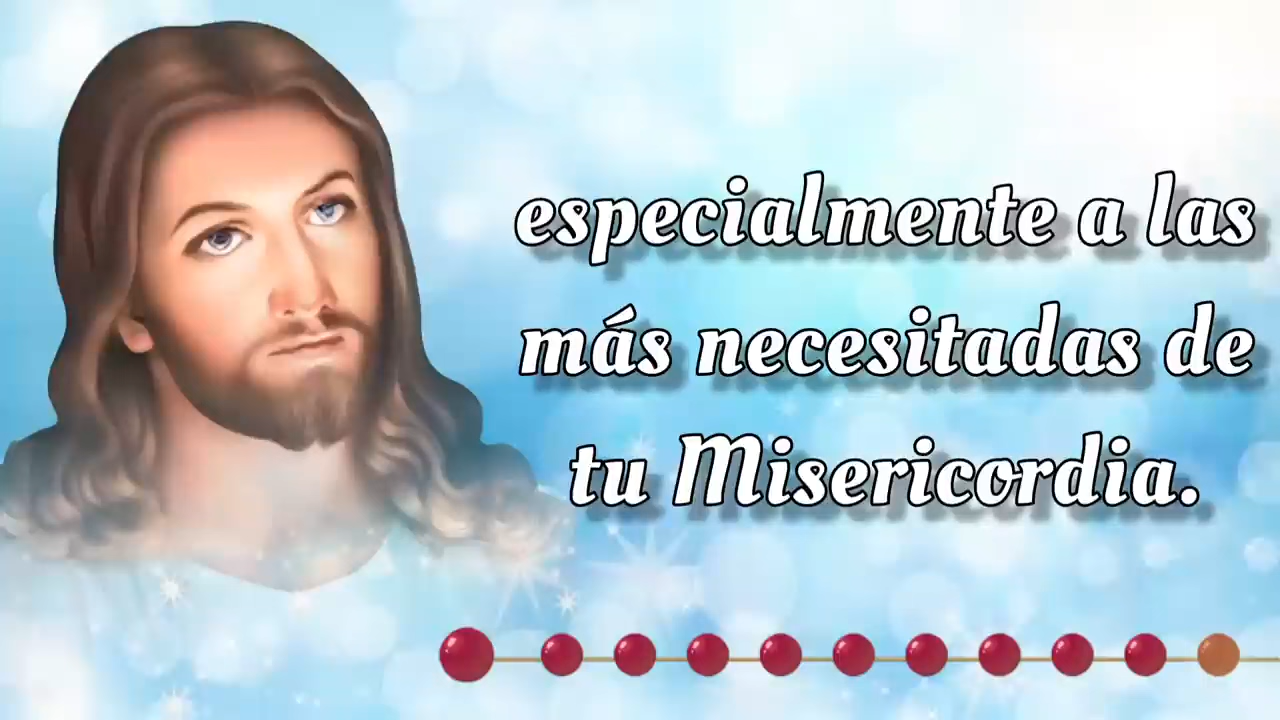 especialmente a las
más necesitadas de
tu Misericordia.